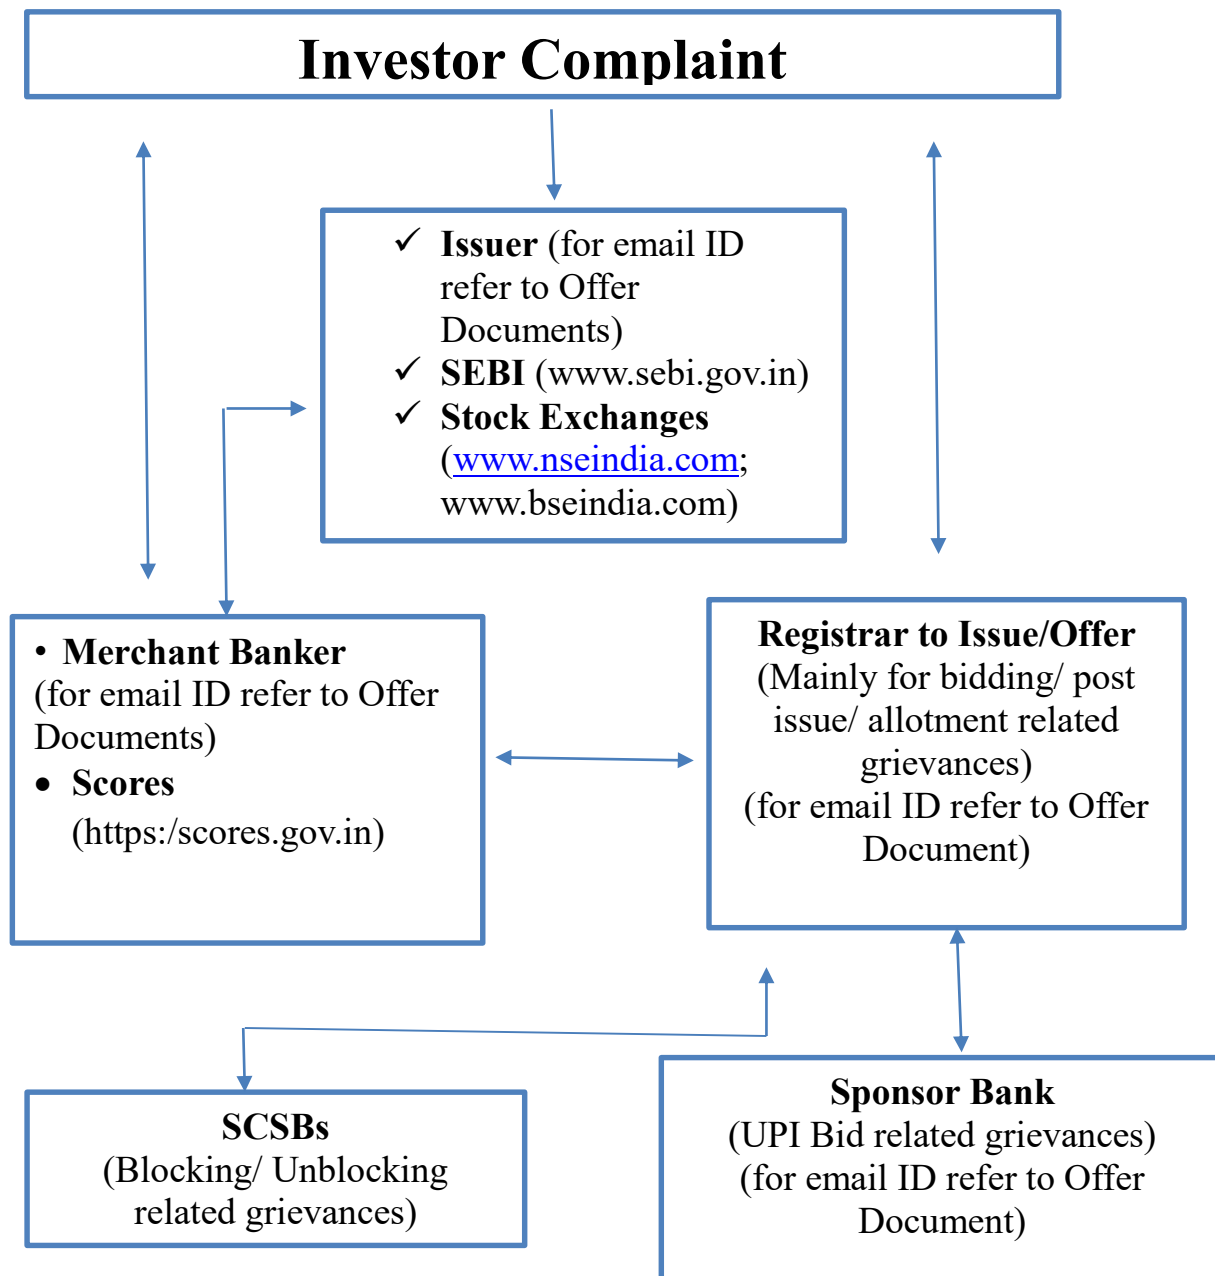 Investor Complaint
✓ Issuer (for email ID
refer to Offer
Documents)
✓ SEBI (www.sebi.gov.in)
✓ Stock Exchanges
(www.nseindia.com;
www.bseindia.com)
• Merchant Banker
(for email ID refer to Offer
Documents)
• Scores
(https:/scores.gov.in)
Registrar to Issue/Offer
(Mainly for bidding/ post
issue/ allotment related
grievances)
(for email ID refer to Offer
Document)
SCSBs
(Blocking/ Unblocking
related grievances)
Sponsor Bank
(UPI Bid related grievances)
(for email ID refer to Offer
Document)